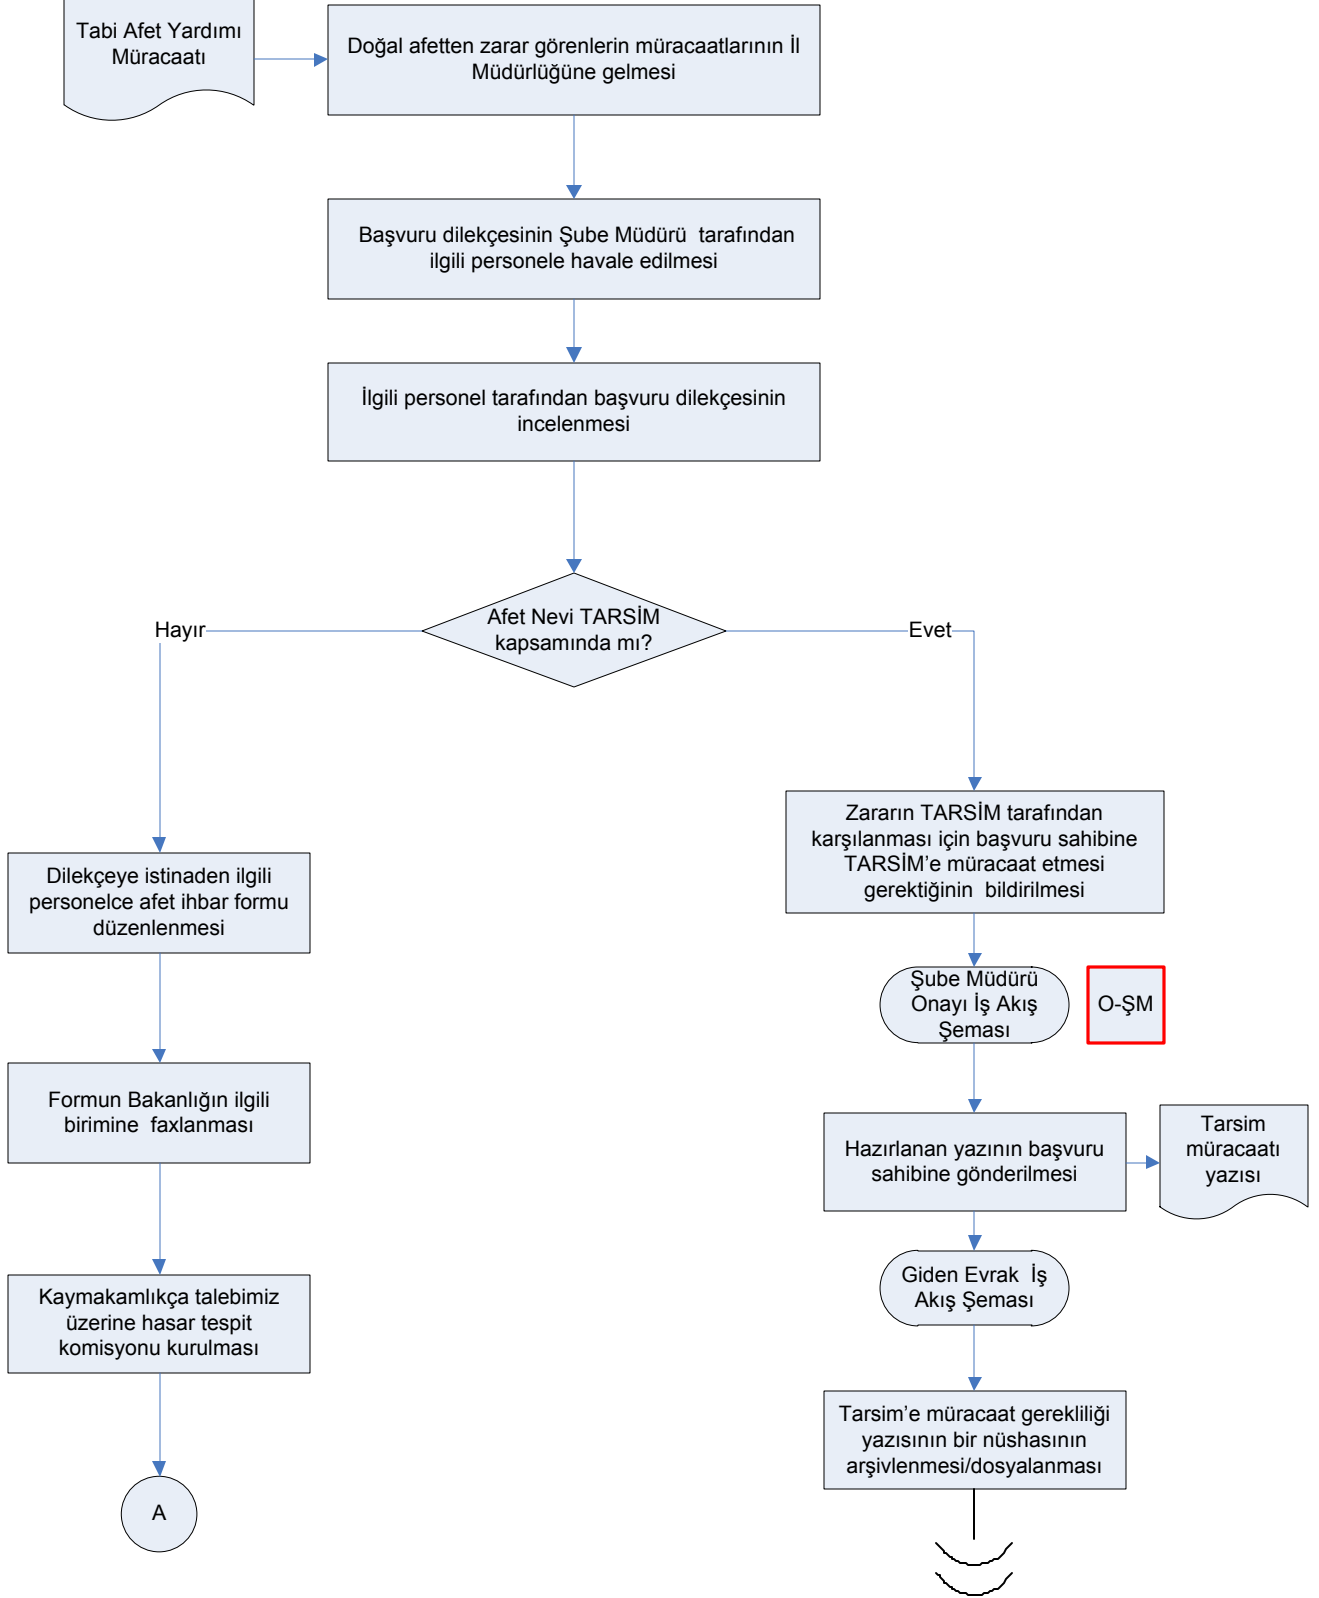 Tabi Afet Yardımı
Müracaatı
Doğal afetten zarar görenlerin müracaatlarının İl
Müdürlüğüne gelmesi
Başvuru dilekçesinin Şube Müdürü  tarafından
ilgili personele havale edilmesi
İlgili personel tarafından başvuru dilekçesinin
incelenmesi
Afet Nevi TARSİM
kapsamında mı?
Hayır
Evet
Zararın TARSİM tarafından
karşılanması için başvuru sahibine
TARSİM’e müracaat etmesi
gerektiğinin  bildirilmesi
Dilekçeye istinaden ilgili
personelce afet ihbar formu
düzenlenmesi
Şube Müdürü
Onayı İş Akış
Şeması
O-ŞM
Formun Bakanlığın ilgili
birimine  faxlanması
Hazırlanan yazının başvuru
sahibine gönderilmesi
Tarsim
müracaatı
yazısı
Giden Evrak  İş
Akış Şeması
Kaymakamlıkça talebimiz
üzerine hasar tespit
komisyonu kurulması
Tarsim’e müracaat gerekliliği
yazısının bir nüshasının
arşivlenmesi/dosyalanması
A